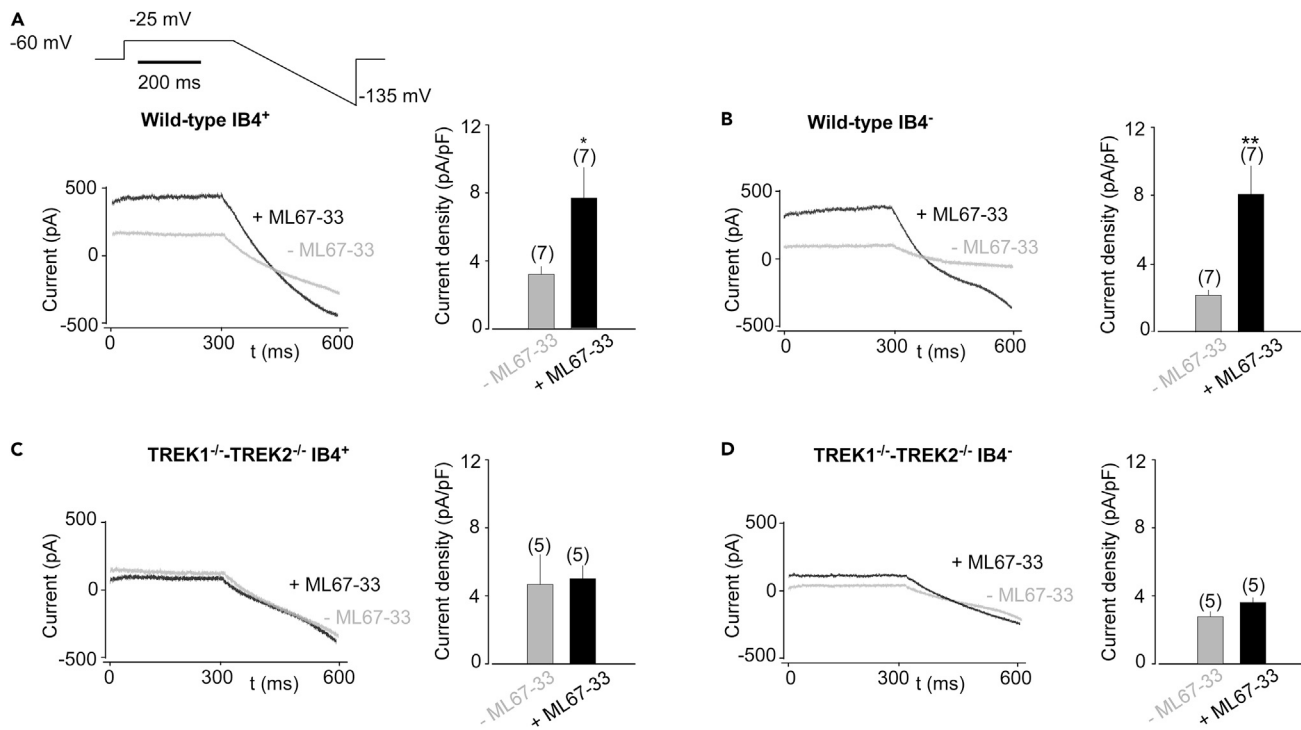 A
-25 mV
-60 mV
200 ms
-135 mV
Wild-type IB4⁺
500
0
-500
Current (pA)
+ ML67-33
- ML67-33
0
300
600
t (ms)
12
8
4
0
Current density (pA/pF)
(7)
*
(7)
- ML67-33
+ ML67-33
B
Wild-type IB4⁻
500
0
-500
Current (pA)
+ ML67-33
- ML67-33
0
300
600
t (ms)
12
8
4
0
Current density (pA/pF)
(7)
**
(7)
- ML67-33
+ ML67-33
C
TREK1⁻/⁻-TREK2⁻/⁻ IB4⁺
500
0
-500
Current (pA)
+ ML67-33
- ML67-33
0
300
600
t (ms)
12
8
4
0
Current density (pA/pF)
(5)
(5)
- ML67-33
+ ML67-33
D
TREK1⁻/⁻-TREK2⁻/⁻ IB4⁻
500
0
-500
Current (pA)
+ ML67-33
- ML67-33
0
300
600
t (ms)
12
8
4
0
Current density (pA/pF)
(5)
(5)
- ML67-33
+ ML67-33